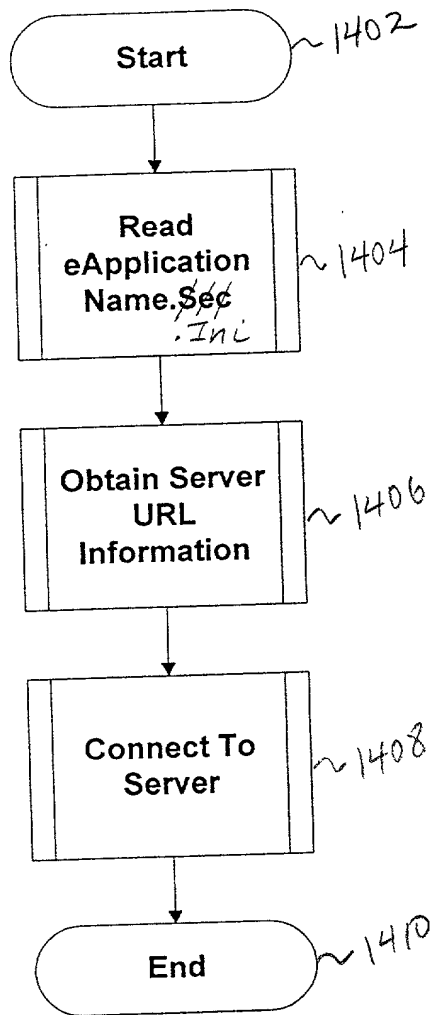 Start
1402
Read
eApplication
Name.Sec
.Ini
1404
Obtain Server
URL
Information
1406
Connect To
Server
1408
End
1410